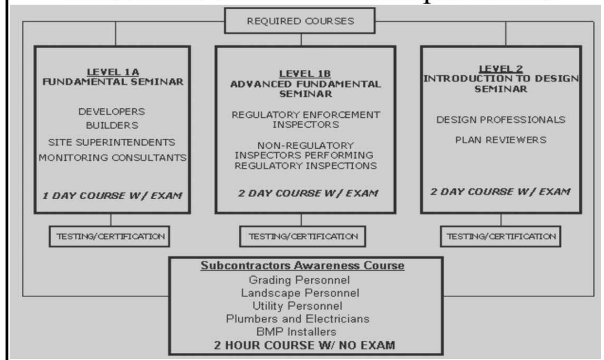 REQUIRED COURSES
LEVEL 1A
FUNDAMENTAL SEMINAR
DEVELOPERS
BUILDERS
SITE SUPERINTENDENTS
MONITORING CONSULTANTS
1 DAY COURSE W/ EXAM
TESTING/CERTIFICATION
LEVEL 1B
ADVANCED FUNDAMENTAL
SEMINAR
REGULATORY ENFORCEMENT
INSPECTORS
NON-REGULATORY
INSPECTORS PERFORMING
REGULATORY INSPECTIONS
2 DAY COURSE W/ EXAM
TESTING/CERTIFICATION
LEVEL 2
INTRODUCTION TO DESIGN
SEMINAR
DESIGN PROFESSIONALS
PLAN REVIEWERS
2 DAY COURSE W/ EXAM
TESTING/CERTIFICATION
Subcontractors Awareness Course
Grading Personnel
Landscape Personnel
Utility Personnel
Plumbers and Electricians
BMP Installers
2 HOUR COURSE W/ NO EXAM